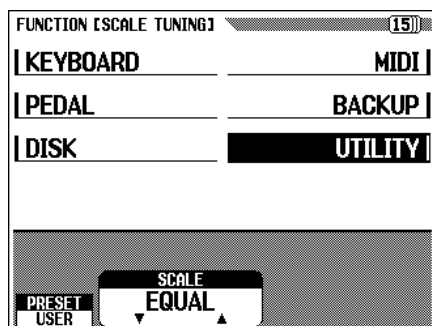 FUNCTION [SCALE TUNING] 15
KEYBOARD MIDI
PEDAL BACKUP
DISK UTILITY
SCALE
PRESET EQUAL
USER